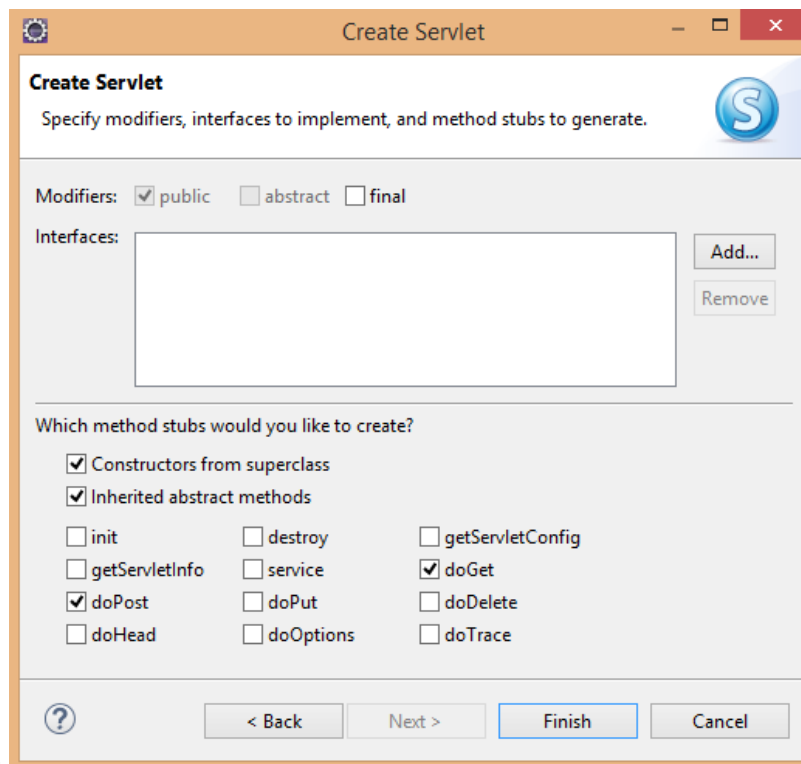 Create Servlet
Create Servlet
Specify modifiers, interfaces to implement, and method stubs to generate.
S
Modifiers: public abstract final
Interfaces:
Add...
Remove
Which method stubs would you like to create?
Constructors from superclass
Inherited abstract methods
init destroy getServletConfig
getServletInfo service doGet
doPost doPut doDelete
doHead doOptions doTrace
? < Back Next > Finish Cancel